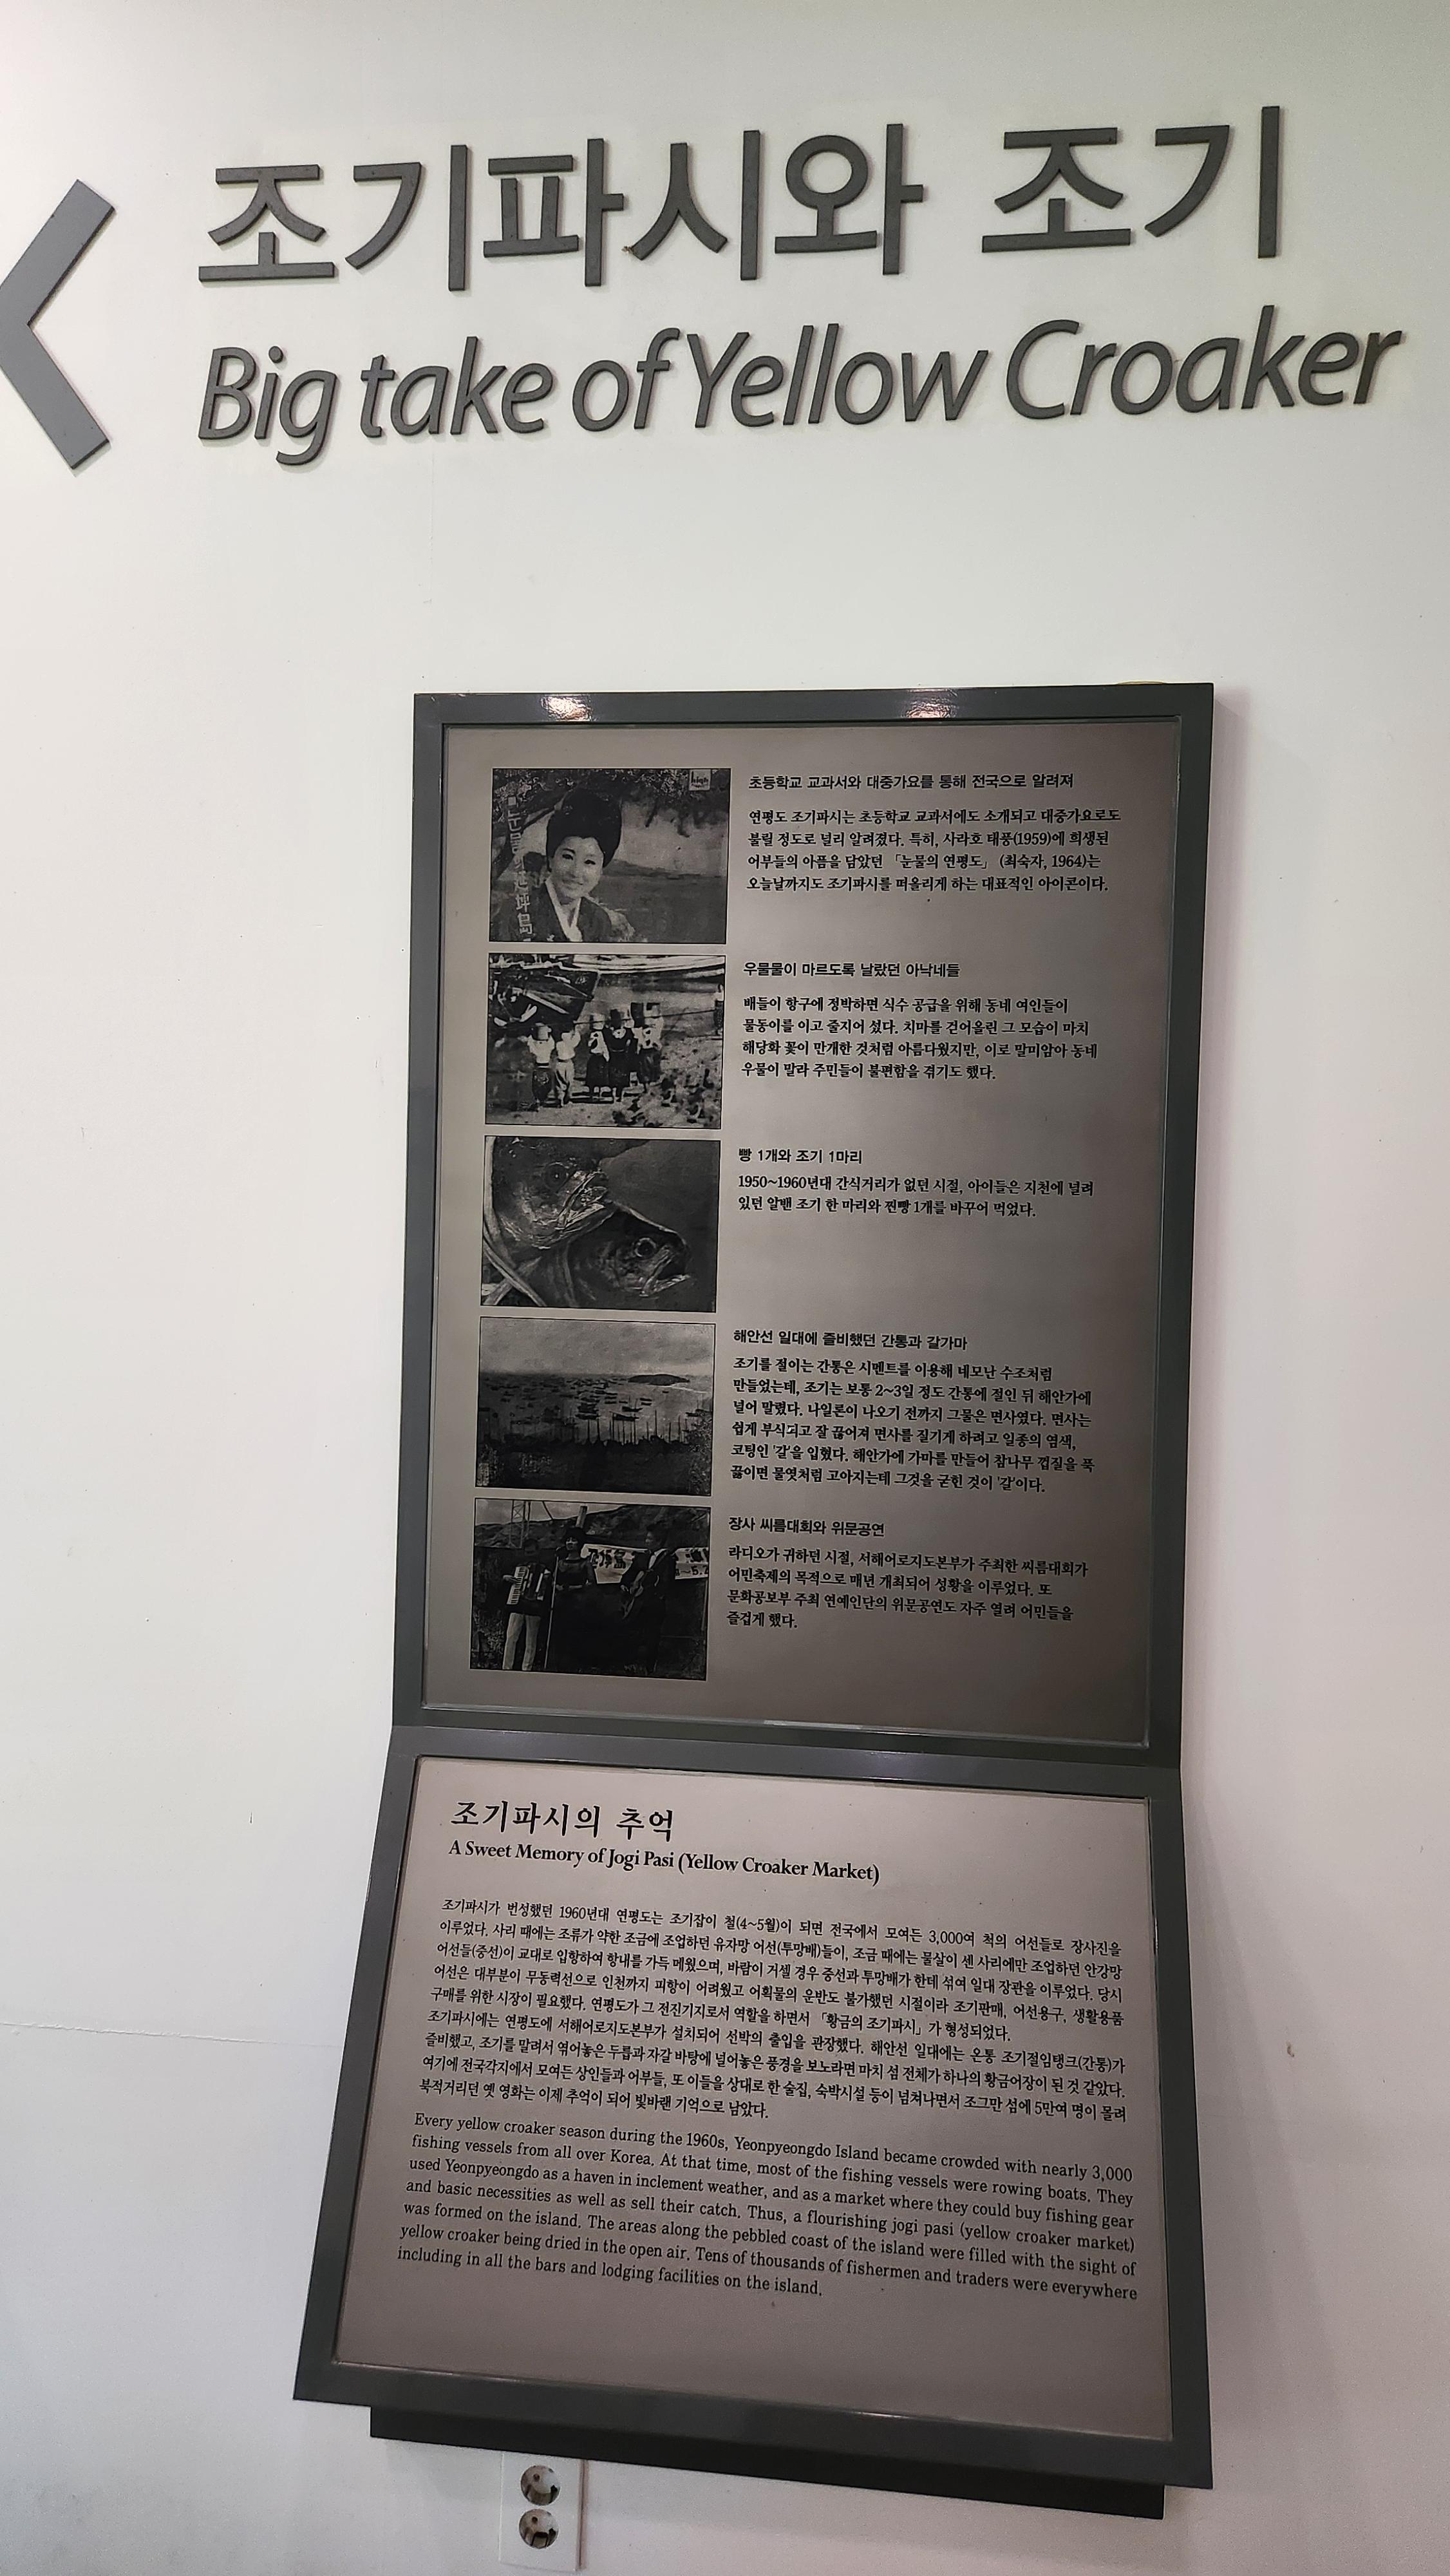 조기파시와 조기
Big take of Yellow Croaker
high
초등학교 교과서와 대중가요를 통해 전국으로 알려져
연평도 조기파시는 초등학교 교과서에도 소개되고 대중가요로도
불릴 정도로 널리 알려졌다. 특히, 사라호 태풍(1959)에 희생된
어부들의 아픔을 담았던 「눈물의 연평도」 (최숙자, 1964)는
오늘날까지도 조기파시를 떠올리게 하는 대표적인 아이콘이다.
우물물이 마르도록 날랐던 아낙네들
배들이 항구에 정박하면 식수 공급을 위해 동네 여인들이
물동이를 이고 줄지어 섰다. 치마를 걷어올린 그 모습이 마치
해당화 꽃이 만개한 것처럼 아름다웠지만, 이로 말미암아 동네
우물이 말라 주민들이 불편함을 겪기도 했다.
빵 1개와 조기 1마리
1950~1960년대 간식거리가 없던 시절, 아이들은 지천에 널려
있던 알밴 조기 한 마리와 찐빵 1개를 바꾸어 먹었다.
해안선 일대에 즐비했던 간통과 갈가마
조기를 절이는 간통은 시멘트를 이용해 네모난 수조처럼
만들었는데, 조기는 보통 2~3일 정도 간통에 절인 뒤 해안가에
널어 말렸다. 나일론이 나오기 전까지 그물은 면사였다. 면사는
쉽게 부식되고 잘 끊어져 면사를 질기게 하려고 일종의 염색,
코팅인 '갈'을 입혔다. 해안가에 가마를 만들어 참나무 껍질을 푹
끓이면 물엿처럼 고아지는데 그것을 굳힌 것이 '갈'이다.
장사 씨름대회와 위문공연
라디오가 귀하던 시절, 서해어로지도본부가 주최한 씨름대회가
어민축제의 목적으로 매년 개최되어 성황을 이루었다. 또
문화공보부 주최 연예인단의 위문공연도 자주 열려 어민들을
즐겁게 했다.
조기파시의 추억
A Sweet Memory of Jogi Pasi (Yellow Croaker Market)
조기파시가 번성했던 1960년대 연평도는 조기잡이 철(4~5월)이 되면 전국에서 모여든 3,000여 척의 어선들로 장사진을
이루었다. 사리 때에는 조류가 약한 조금에 조업하던 유자망 어선(투망배)들이, 조금 때에는 물살이 센 사리에만 조업하던 안강망
어선들(중선)이 교대로 입항하여 항내를 가득 메웠으며, 바람이 거셀 경우 중선과 투망배가 한데 섞여 일대 장관을 이루었다. 당시
어선은 대부분이 무동력선으로 인천까지 피항이 어려웠고 어획물의 운반도 불가했던 시절이라 조기판매, 어선용구, 생활용품
구매를 위한 시장이 필요했다. 연평도가 그 전진기지로서 역할을 하면서 「황금의 조기파시」가 형성되었다.
조기파시에는 연평도에 서해어로지도본부가 설치되어 선박의 출입을 관장했다. 해안선 일대에는 온통 조기절임탱크(간통)가
즐비했고, 조기를 말려서 엮어놓은 두릅과 자갈 바탕에 널어놓은 풍경을 보노라면 마치 섬 전체가 하나의 황금어장이 된 것 같았다.
여기에 전국각지에서 모여든 상인들과 어부들, 또 이들을 상대로 한 술집, 숙박시설 등이 넘쳐나면서 조그만 섬에 5만여 명이 몰려
북적거리던 옛 영화는 이제 추억이 되어 빛바랜 기억으로 남았다.
Every yellow croaker season during the 1960s, Yeonpyeongdo Island became crowded with nearly 3,000
fishing vessels from all over Korea. At that time, most of the fishing vessels were rowing boats. They
used Yeonpyeongdo as a haven in inclement weather, and as a market where they could buy fishing gear
and basic necessities as well as sell their catch. Thus, a flourishing jogi pasi (yellow croaker market)
was formed on the island. The areas along the pebbled coast of the island were filled with the sight of
yellow croaker being dried in the open air. Tens of thousands of fishermen and traders were everywhere
including in all the bars and lodging facilities on the island.